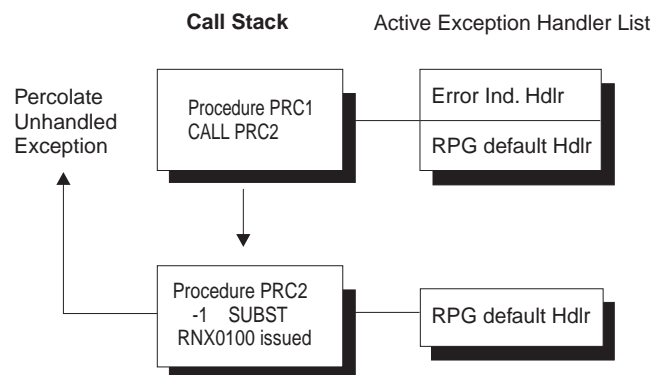 Call Stack
Active Exception Handler List
Percolate
Unhandled
Exception
Procedure PRC1
CALL PRC2
Error Ind. Hdlr
RPG default Hdlr
Procedure PRC2
-1 SUBST
RNX0100 issued
RPG default Hdlr